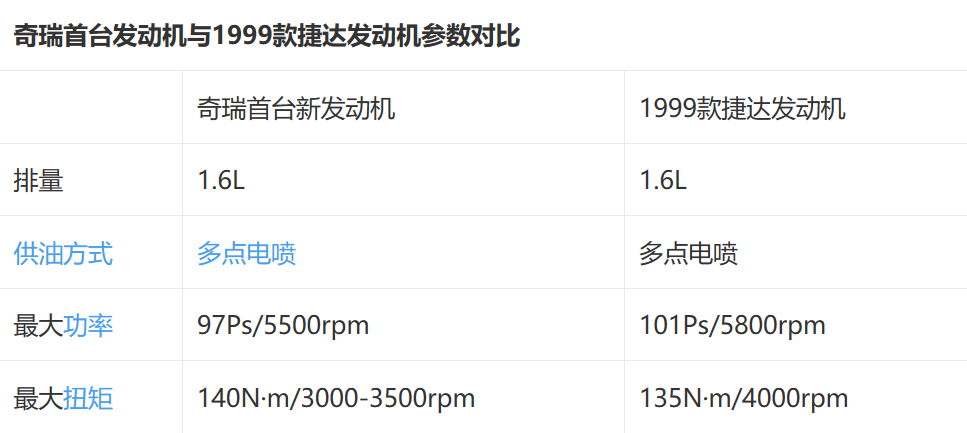 奇瑞首台发动机与1999款捷达发动机参数对比
奇瑞首台新发动机 1999款捷达发动机
排量 1.6L 1.6L
供油方式 多点电喷 多点电喷
最大功率 97Ps/5500rpm 101Ps/5800rpm
最大扭矩 140N·m/3000-3500rpm 135N·m/4000rpm